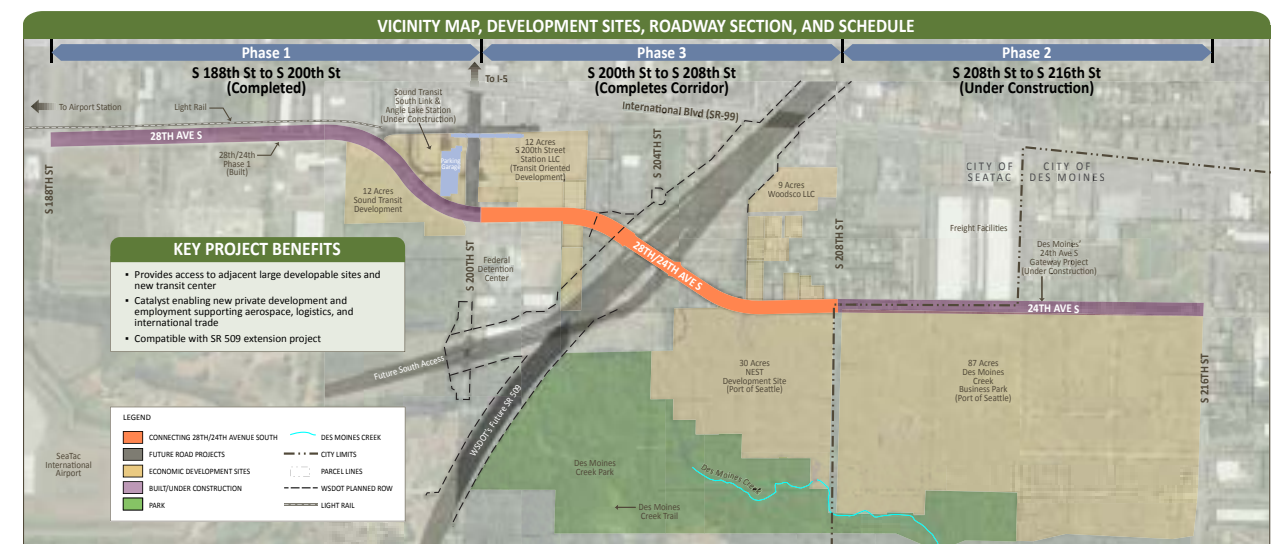 VICINITY MAP, DEVELOPMENT SITES, ROADWAY SECTION, AND SCHEDULE
Phase 1
Phase 3
Phase 2
S 188th St to S 200th St
(Completed)
S 200th St to S 208th St
(Completes Corridor)
S 208th St to S 216th St
(Under Construction)
To I-5
To Airport Station
Light Rail
Sound Transit
South Link &
Angle Lake Station
(Under Construction)
International Blvd (SR-99)
28TH AVE S
28th/24th
Phase 1
(Built)
S 188TH ST
Parking
Garage
12 Acres
S 200th Street
Station LLC
(Transit Oriented
Development)
S 204TH ST
12 Acres
Sound Transit
Development
9 Acres
Woodsco LLC
CITY OF
SEATAC
CITY OF
DES MOINES
Freight Facilities
Des Moines'
24th Ave S
Gateway Project
(Under Construction)
S 200TH ST
Federal
Detention
Center
28TH/24TH AVE S
S 208TH ST
24TH AVE S
S 216TH ST
KEY PROJECT BENEFITS
▪ Provides access to adjacent large developable sites and
new transit center
▪ Catalyst enabling new private development and
employment supporting aerospace, logistics, and
international trade
▪ Compatible with SR 509 extension project
Future South Access
WSDOT's Future SR 509
30 Acres
NEST
Development Site
(Port of Seattle)
87 Acres
Des Moines
Creek
Business Park
(Port of Seattle)
LEGEND
CONNECTING 28TH/24TH AVENUE SOUTH
FUTURE ROAD PROJECTS
ECONOMIC DEVELOPMENT SITES
BUILT/UNDER CONSTRUCTION
PARK
DES MOINES CREEK
CITY LIMITS
PARCEL LINES
WSDOT PLANNED ROW
LIGHT RAIL
SeaTac
International
Airport
Des Moines
Creek Park
Des Moines Creek
Des Moines
Creek Trail